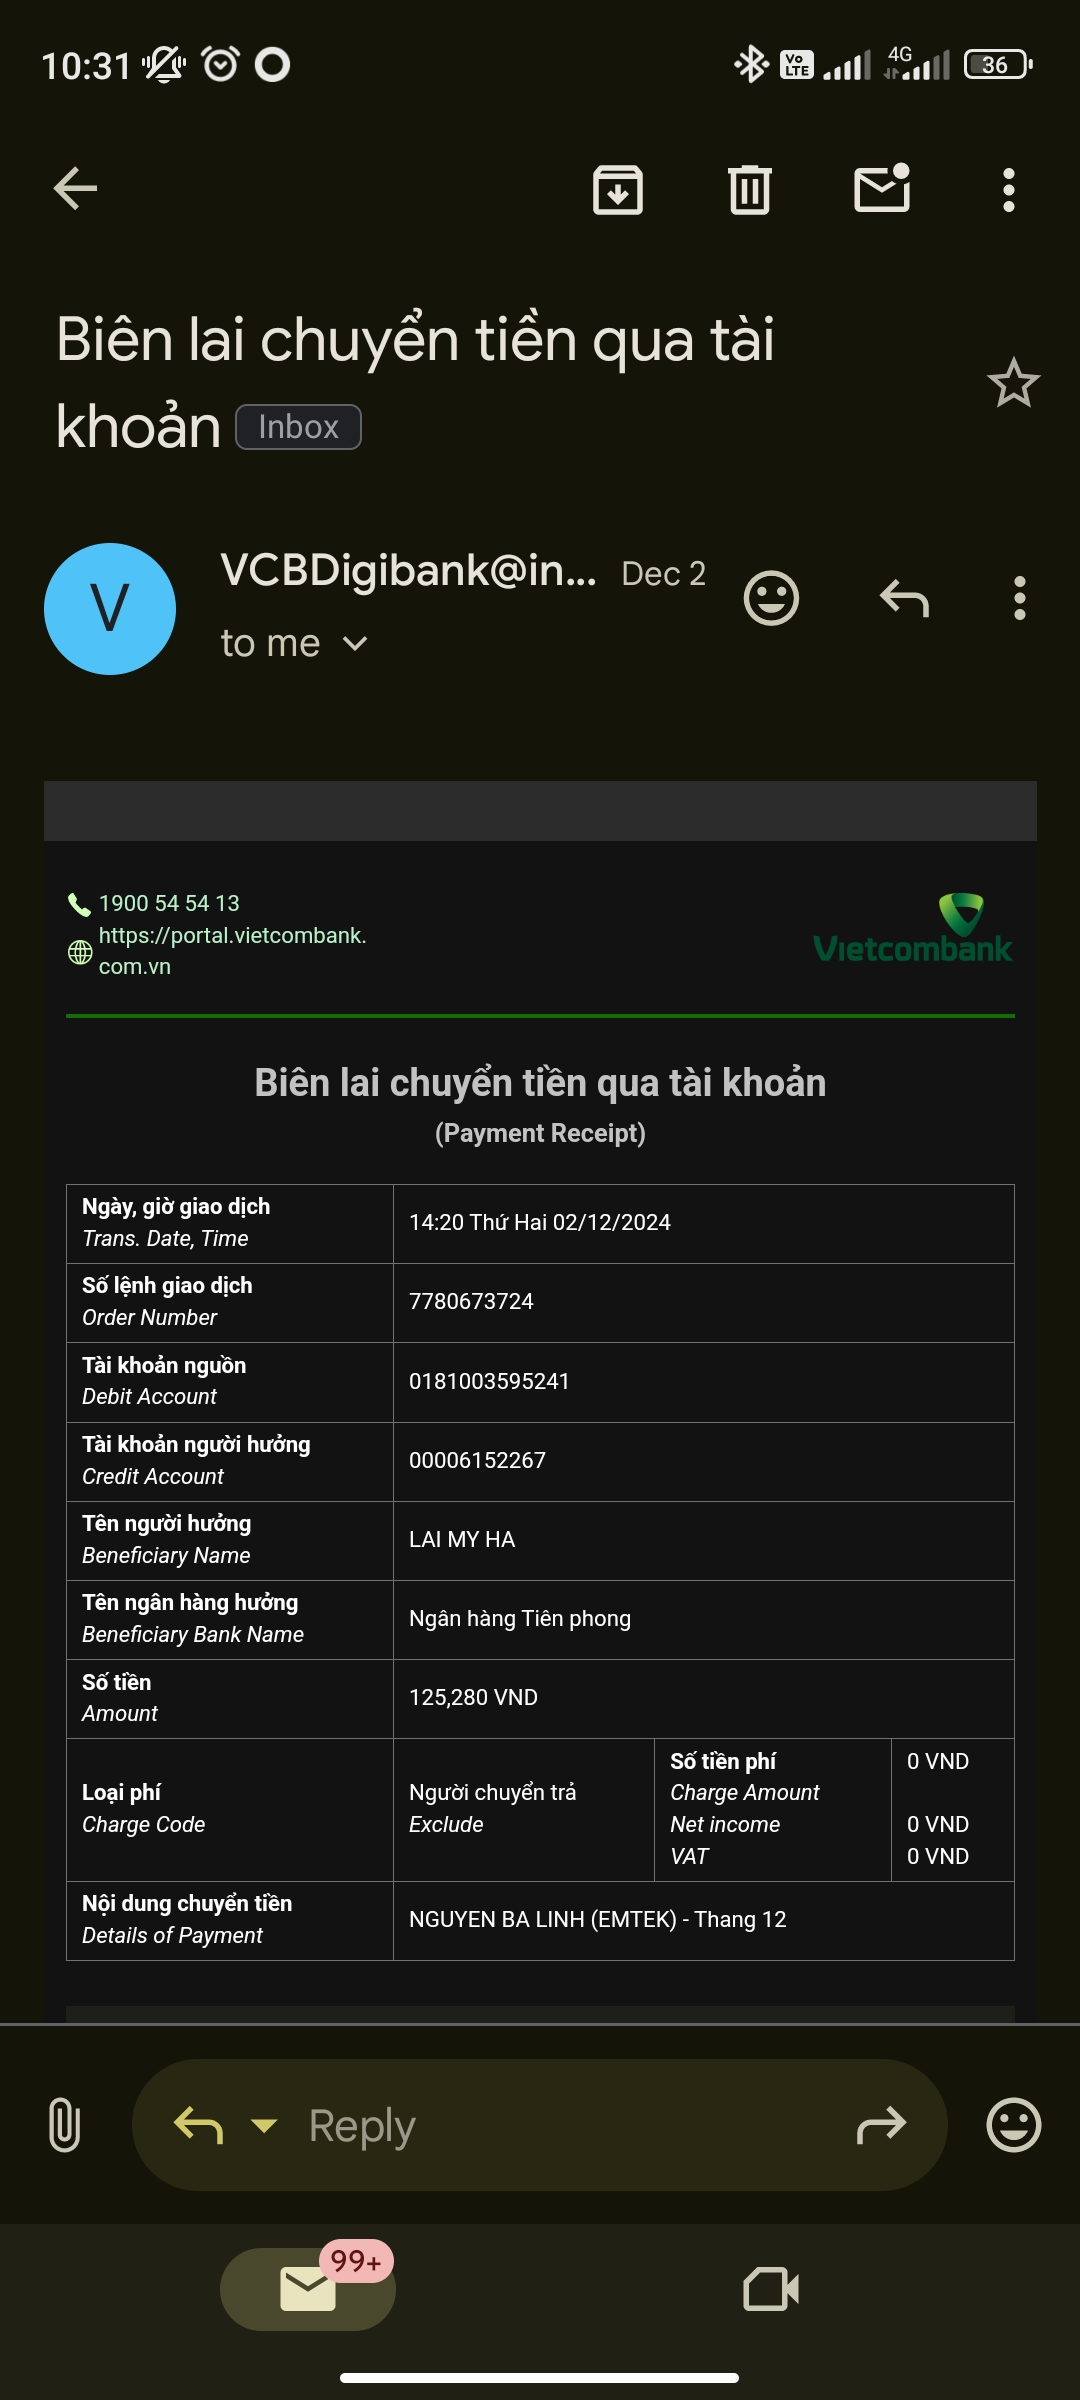 10:31
Vo LTE
4G
36
Biên lai chuyển tiền qua tài
khoản Inbox
V
VCBDigibank@in... Dec 2
to me
1900 54 54 13
https://portal.vietcombank.
com.vn
Vietcombank
Biên lai chuyển tiền qua tài khoản
(Payment Receipt)
Ngày, giờ giao dịch
Trans. Date, Time
14:20 Thứ Hai 02/12/2024
Số lệnh giao dịch
Order Number
7780673724
Tài khoản nguồn
Debit Account
0181003595241
Tài khoản người hưởng
Credit Account
00006152267
Tên người hưởng
Beneficiary Name
LAI MY HA
Tên ngân hàng hưởng
Beneficiary Bank Name
Ngân hàng Tiên phong
Số tiền
Amount
125,280 VND
Loại phí
Charge Code
Người chuyển trả
Exclude
Số tiền phí
Charge Amount
Net income
VAT
0 VND
0 VND
0 VND
Nội dung chuyển tiền
Details of Payment
NGUYEN BA LINH (EMTEK) - Thang 12
Reply
99+